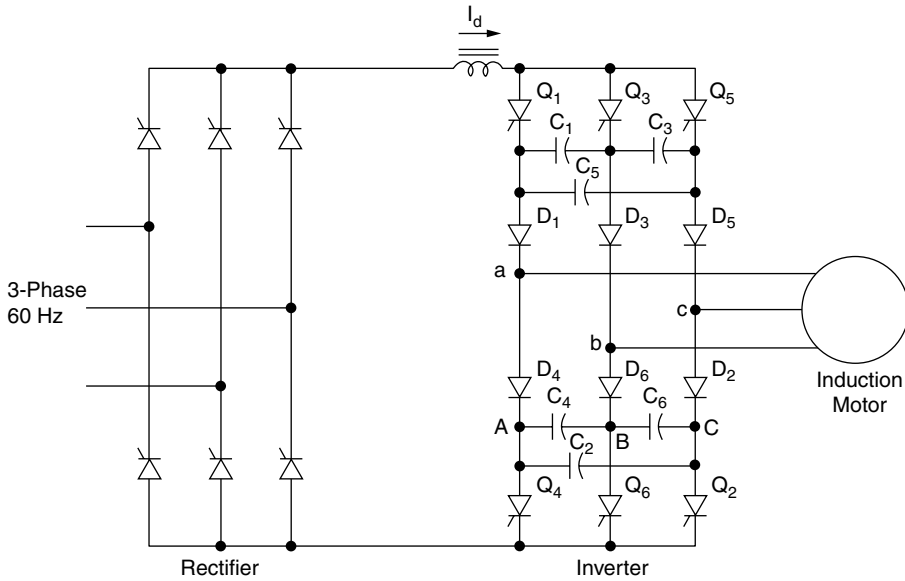 I_d
Q_1 Q_3 Q_5
C_1 C_3
C_5
D_1 D_3 D_5
a
3-Phase
60 Hz
c
b
D_4 D_6 D_2
C_4 C_6
A B C
C_2
Q_4 Q_6 Q_2
Induction
Motor
Rectifier Inverter